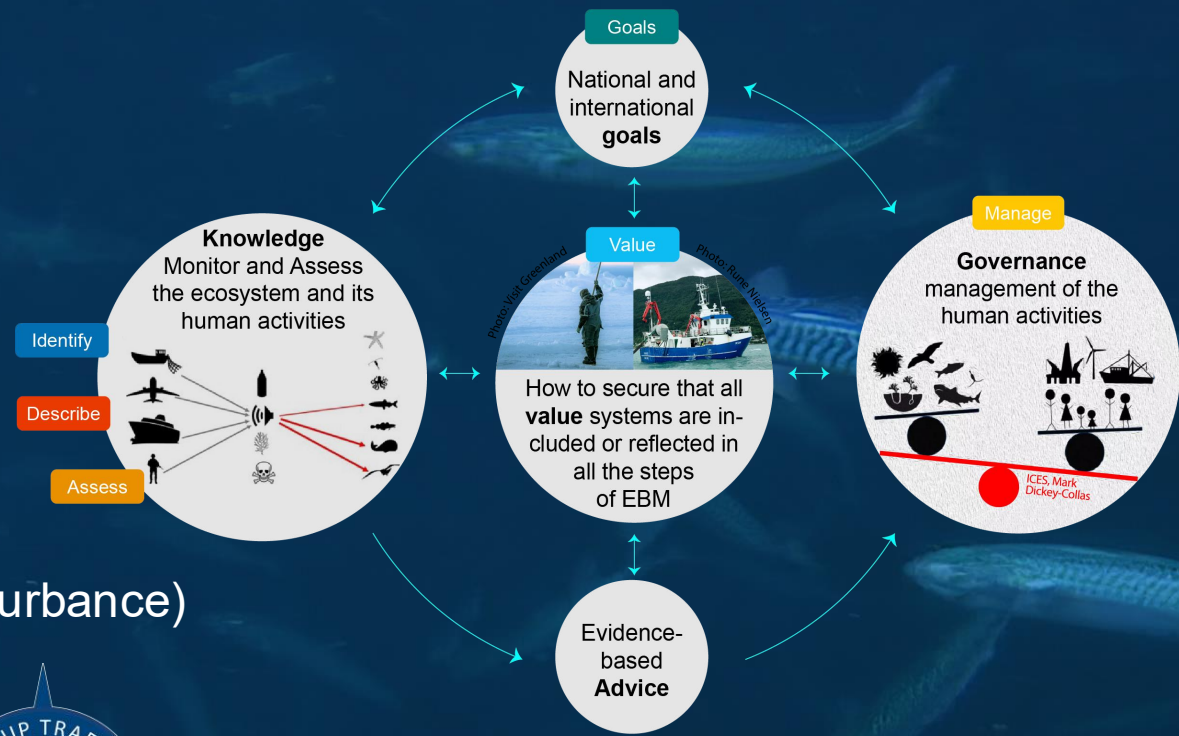 Goals
National and
international
goals
Knowledge
Monitor and Assess
the ecosystem and its
human activities
Identify
Describe
Assess
Value
Photo: Visit Greenland
Photo: Rune Nielsen
How to secure that all
value systems are in-
cluded or reflected in
all the steps
of EBM
Manage
Governance
management of the
human activities
ICES, Mark
Dickey-Collas
Evidence-
based
Advice
urbance)
UP TRA